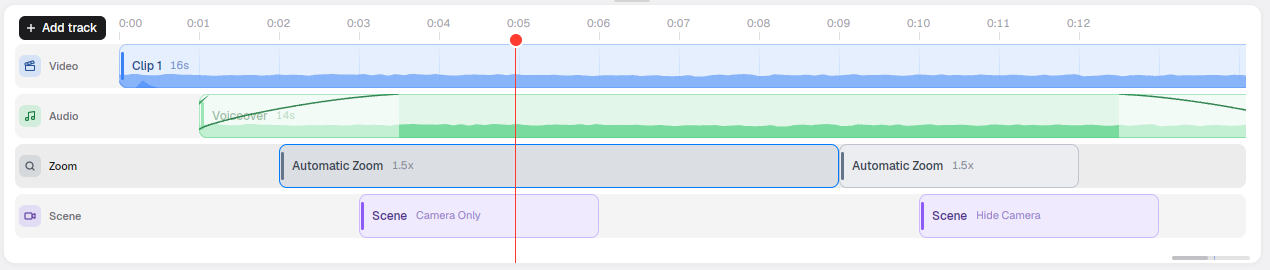 + Add track
0:00 0:01 0:02 0:03 0:04 0:05 0:06 0:07 0:08 0:09 0:10 0:11 0:12
Video
Clip 1 16s
Audio
Voiceover 14s
Zoom
Automatic Zoom 1.5x
Automatic Zoom 1.5x
Scene
Scene Camera Only
Scene Hide Camera